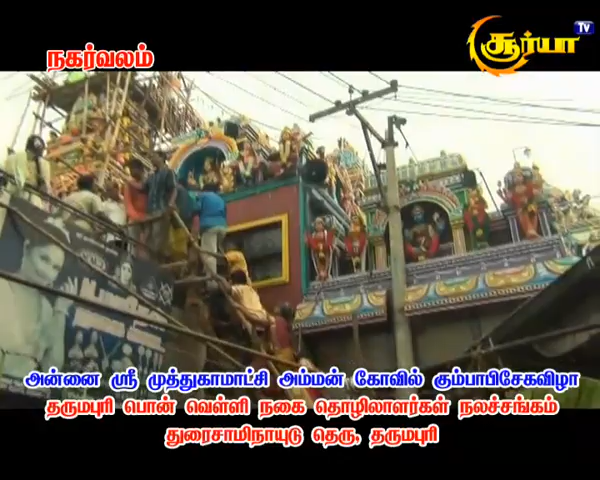 நகர்வலம்
சூர்யா TV
அன்னை ஸ்ரீ முத்துகாமாட்சி அம்மன் கோவில் கும்பாபிசேகவிழா
தருமபுரி பொன் வெள்ளி நகை தொழிலாளர்கள் நலச்சங்கம்
துரைசாமிநாயுடு தெரு, தருமபுரி